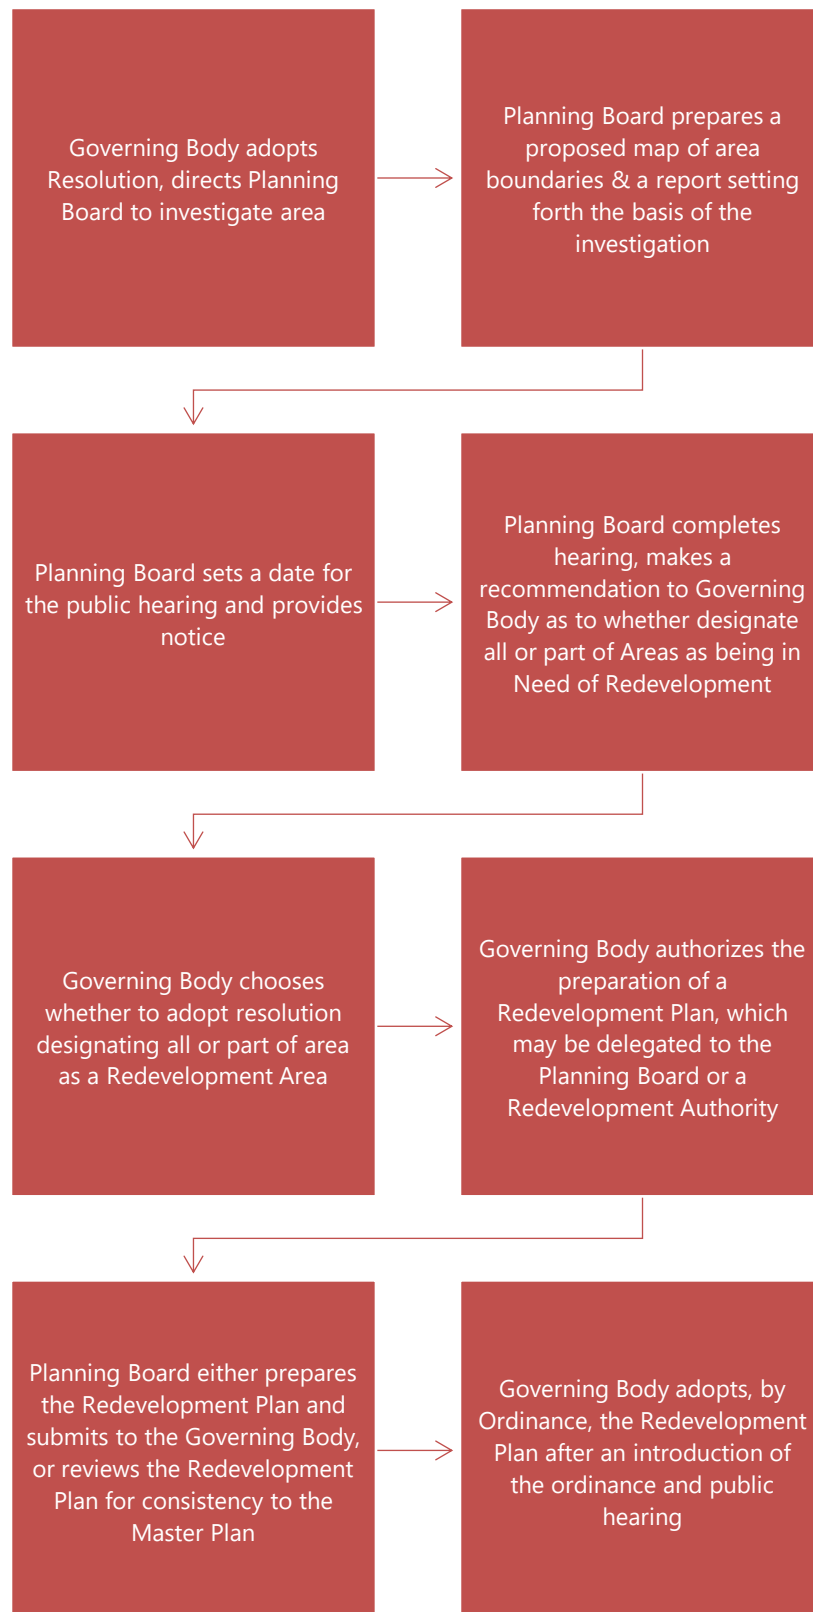 Governing Body adopts
Resolution, directs Planning
Board to investigate area
Planning Board prepares a
proposed map of area
boundaries & a report setting
forth the basis of the
investigation
Planning Board sets a date for
the public hearing and provides
notice
Planning Board completes
hearing, makes a
recommendation to Governing
Body as to whether designate
all or part of Areas as being in
Need of Redevelopment
Governing Body chooses
whether to adopt resolution
designating all or part of area
as a Redevelopment Area
Governing Body authorizes the
preparation of a
Redevelopment Plan, which
may be delegated to the
Planning Board or a
Redevelopment Authority
Planning Board either prepares
the Redevelopment Plan and
submits to the Governing Body,
or reviews the Redevelopment
Plan for consistency to the
Master Plan
Governing Body adopts, by
Ordinance, the Redevelopment
Plan after an introduction of
the ordinance and public
hearing